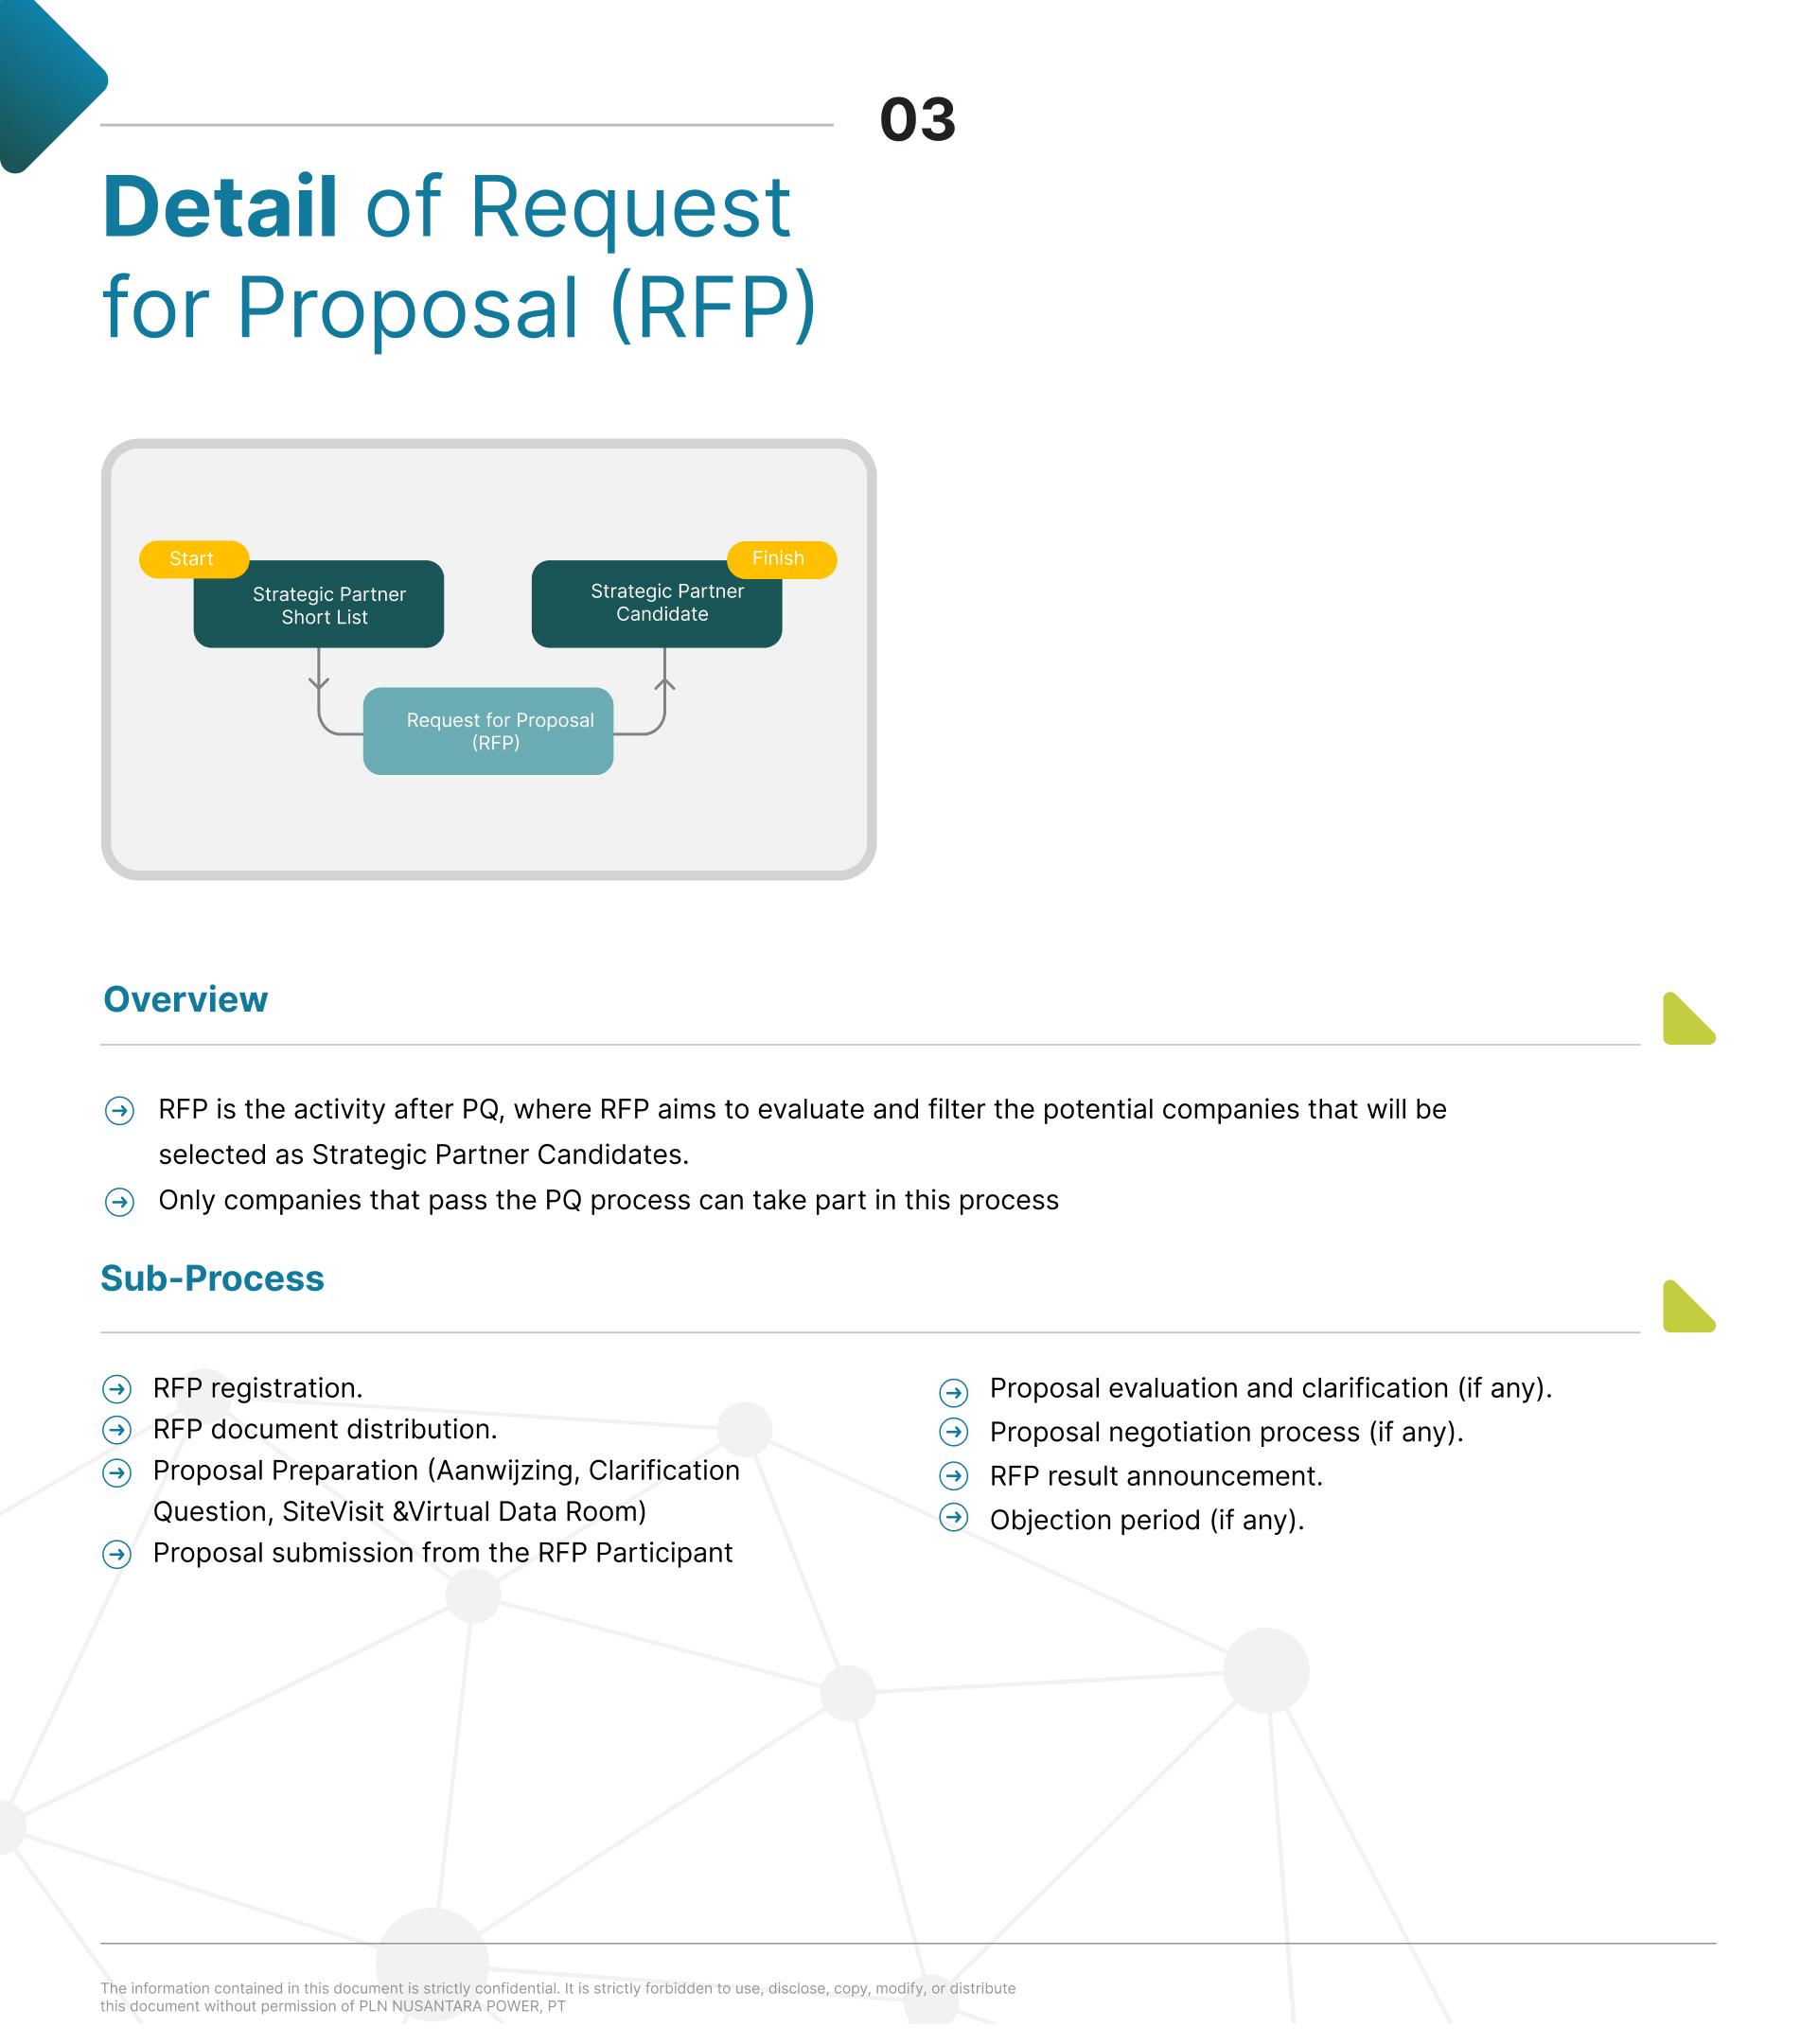 03
Detail of Request
for Proposal (RFP)
Start
Strategic Partner
Short List
Finish
Strategic Partner
Candidate
Request for Proposal
(RFP)
Overview
RFP is the activity after PQ, where RFP aims to evaluate and filter the potential companies that will be
selected as Strategic Partner Candidates.
Only companies that pass the PQ process can take part in this process
Sub-Process
RFP registration.
RFP document distribution.
Proposal Preparation (Aanwijzing, Clarification
Question, SiteVisit &Virtual Data Room)
Proposal submission from the RFP Participant
Proposal evaluation and clarification (if any).
Proposal negotiation process (if any).
RFP result announcement.
Objection period (if any).
The information contained in this document is strictly confidential. It is strictly forbidden to use, disclose, copy, modify, or distribute
this document without permission of PLN NUSANTARA POWER, PT